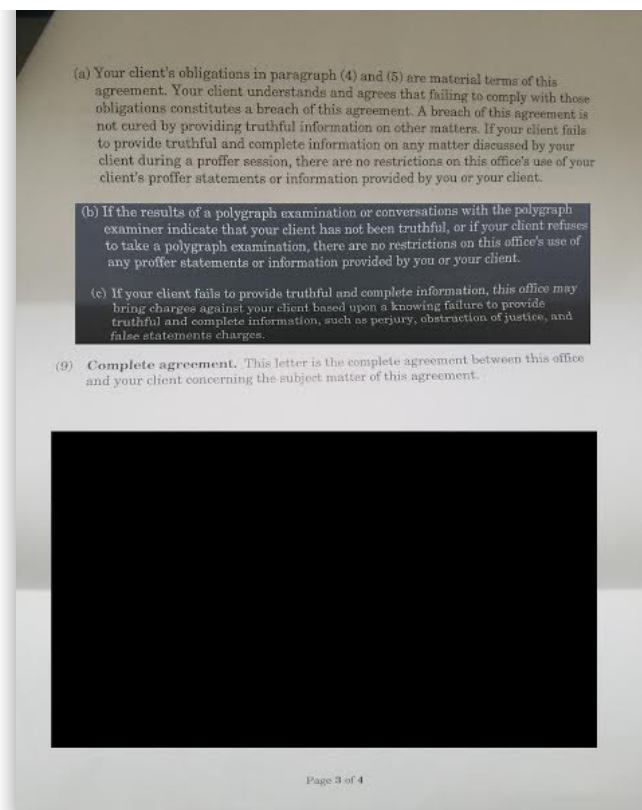 (a) Your client's obligations in paragraph (4) and (5) are material terms of this
agreement. Your client understands and agrees that failing to comply with those
obligations constitutes a breach of this agreement. A breach of this agreement is
not cured by providing truthful information on other matters. If your client fails
to provide truthful and complete information on any matter discussed by your
client during a proffer session, there are no restrictions on this office's use of your
client's proffer statements or information provided by you or your client.
(b) If the results of a polygraph examination or conversations with the polygraph
examiner indicate that your client has not been truthful, or if your client refuses
to take a polygraph examination, there are no restrictions on this office's use of
any proffer statements or information provided by you or your client.
(c) If your client fails to provide truthful and complete information, this office may
bring charges against your client based upon a knowing failure to provide
truthful and complete information, such as perjury, obstruction of justice, and
false statements charges.
(9) Complete agreement. This letter is the complete agreement between this office
and your client concerning the subject matter of this agreement.
Page 3 of 4